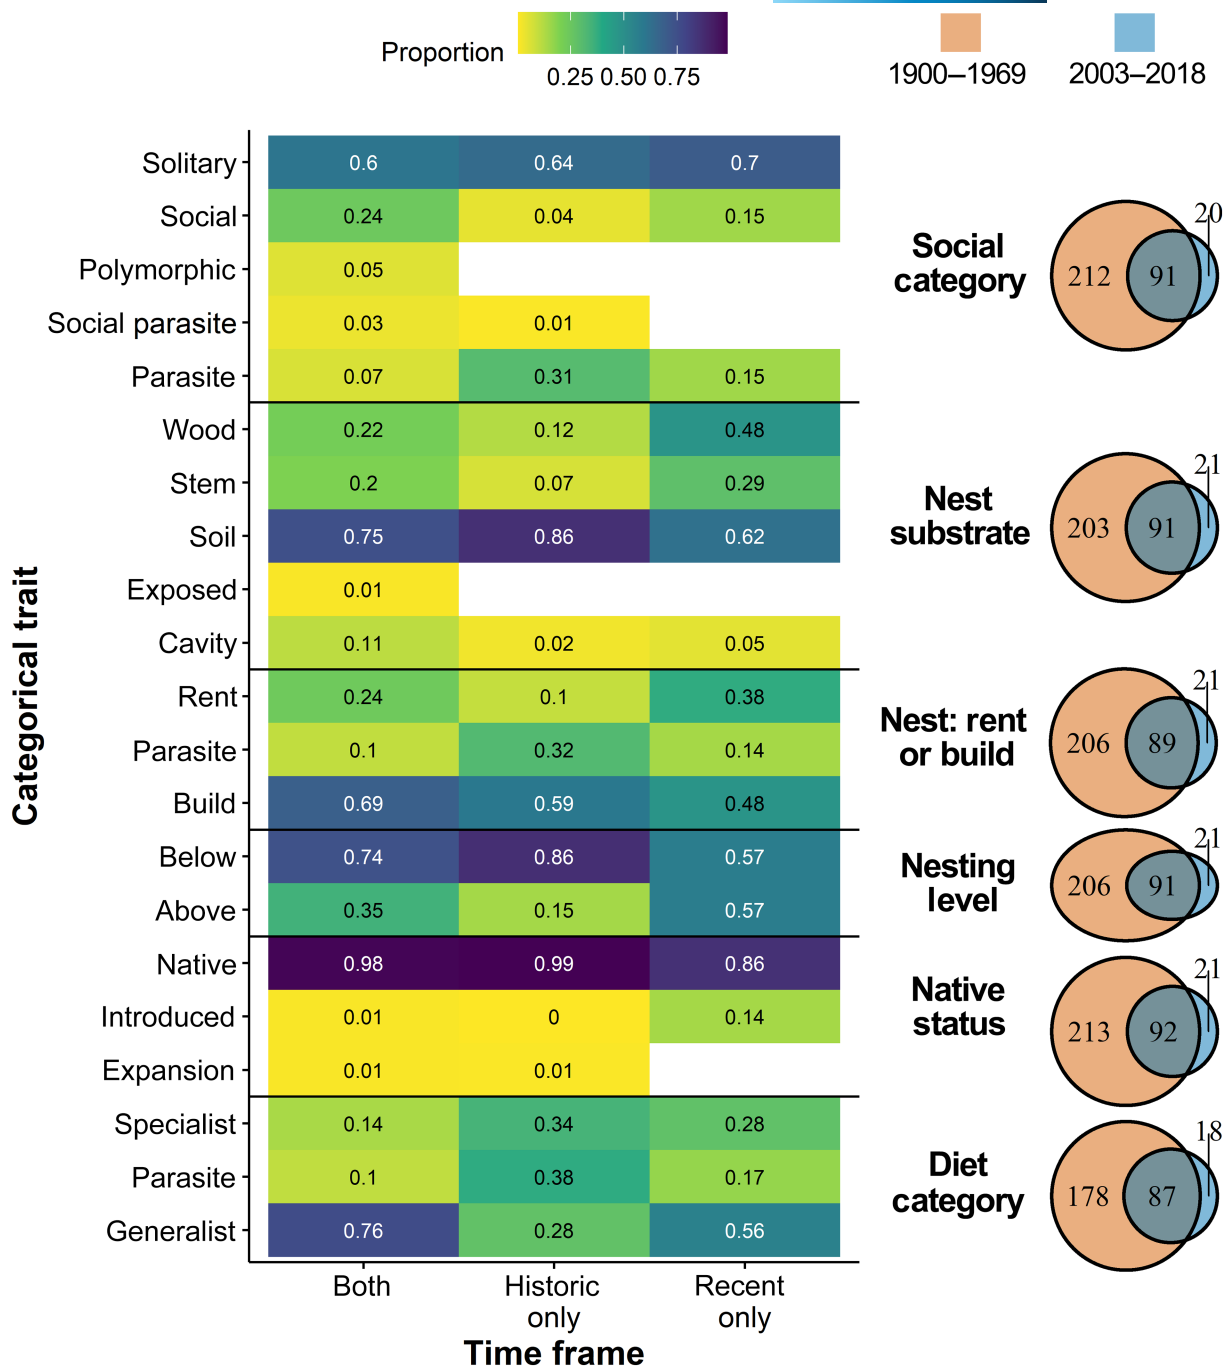 Proportion
0.25 0.50 0.75
1900–1969
2003–2018
Categorical trait
Solitary 0.6 0.64 0.7
Social 0.24 0.04 0.15
Polymorphic 0.05
Social parasite 0.03 0.01
Parasite 0.07 0.31 0.15
Social
category
212 91 20
Wood 0.22 0.12 0.48
Stem 0.2 0.07 0.29
Soil 0.75 0.86 0.62
Exposed 0.01
Cavity 0.11 0.02 0.05
Nest
substrate
203 91 21
Rent 0.24 0.1 0.38
Parasite 0.1 0.32 0.14
Build 0.69 0.59 0.48
Nest: rent
or build
206 89 21
Below 0.74 0.86 0.57
Above 0.35 0.15 0.57
Nesting
level
206 91 21
Native 0.98 0.99 0.86
Introduced 0.01 0 0.14
Expansion 0.01 0.01
Native
status
213 92 21
Specialist 0.14 0.34 0.28
Parasite 0.1 0.38 0.17
Generalist 0.76 0.28 0.56
Diet
category
178 87 18
Both
Historic
only
Recent
only
Time frame